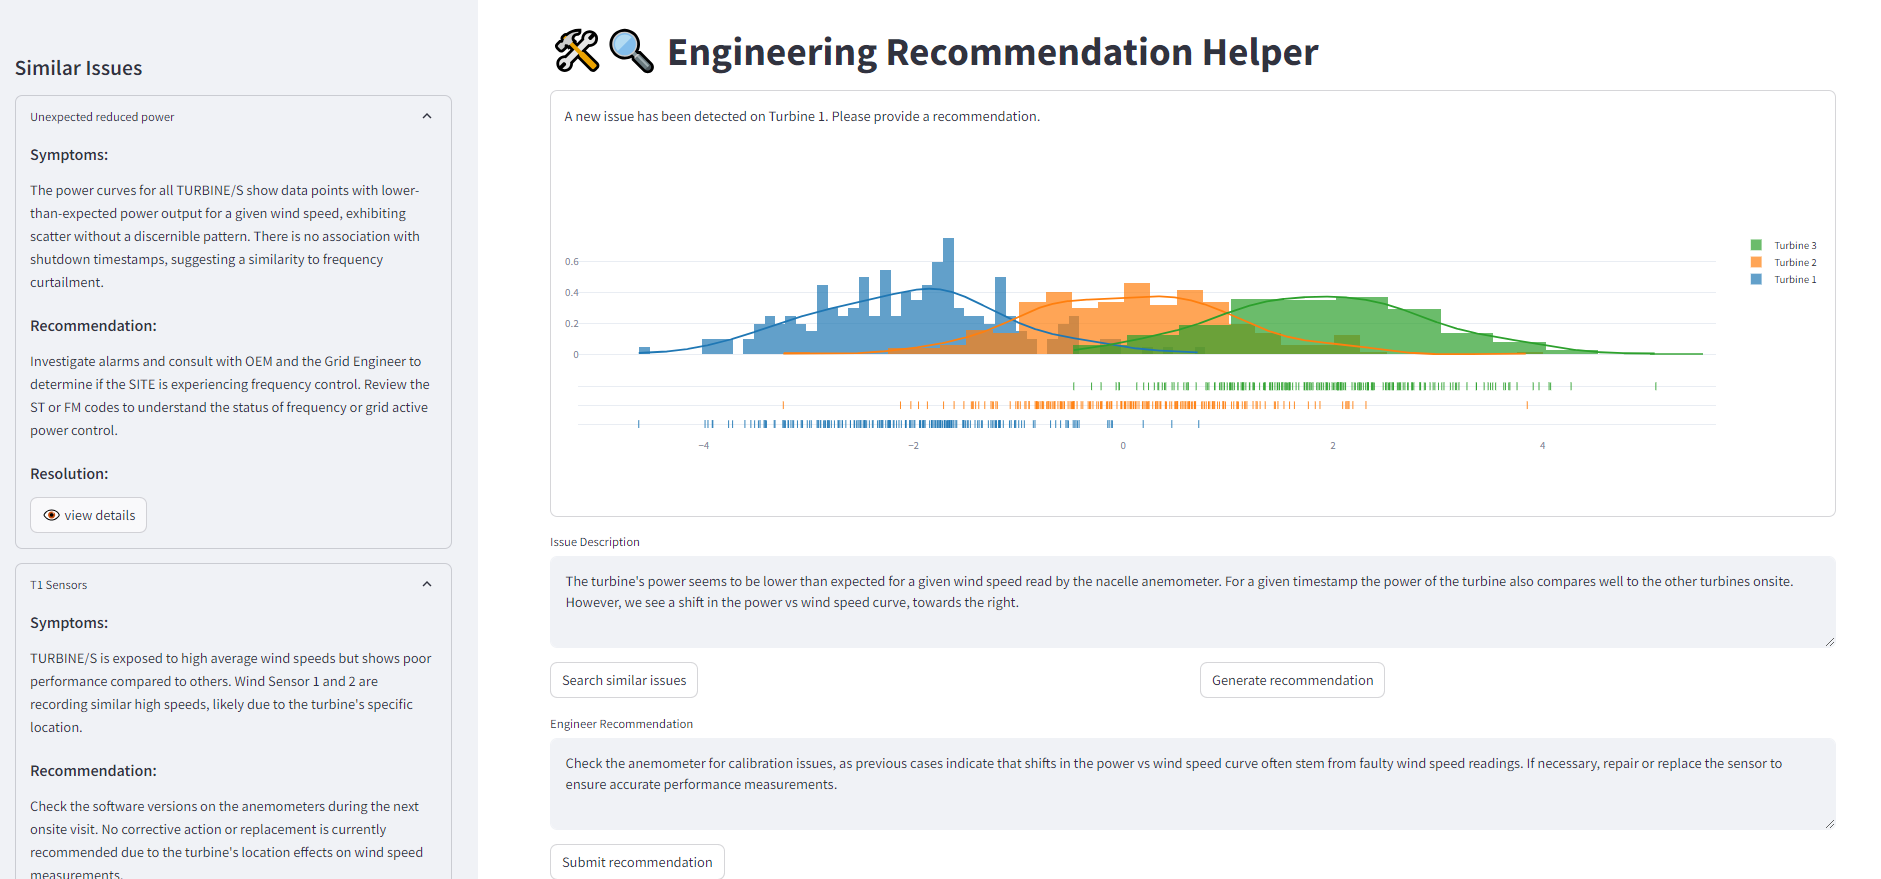 Similar Issues
Unexpected reduced power
Symptoms:
The power curves for all TURBINE/S show data points with lower-
than-expected power output for a given wind speed, exhibiting
scatter without a discernible pattern. There is no association with
shutdown timestamps, suggesting a similarity to frequency
curtailment.
Recommendation:
Investigate alarms and consult with OEM and the Grid Engineer to
determine if the SITE is experiencing frequency control. Review the
ST or FM codes to understand the status of frequency or grid active
power control.
Resolution:
view details
T1 Sensors
Symptoms:
TURBINE/S is exposed to high average wind speeds but shows poor
performance compared to others. Wind Sensor 1 and 2 are
recording similar high speeds, likely due to the turbine's specific
location.
Recommendation:
Check the software versions on the anemometers during the next
onsite visit. No corrective action or replacement is currently
recommended due to the turbine's location effects on wind speed
measurements.
Engineering Recommendation Helper
A new issue has been detected on Turbine 1. Please provide a recommendation.
0.6
0.4
0.2
0
−4
−2
0
2
4
Turbine 3
Turbine 2
Turbine 1
Issue Description
The turbine's power seems to be lower than expected for a given wind speed read by the nacelle anemometer. For a given timestamp the power of the turbine also compares well to the other turbines onsite.
However, we see a shift in the power vs wind speed curve, towards the right.
Search similar issues
Generate recommendation
Engineer Recommendation
Check the anemometer for calibration issues, as previous cases indicate that shifts in the power vs wind speed curve often stem from faulty wind speed readings. If necessary, repair or replace the sensor to
ensure accurate performance measurements.
Submit recommendation